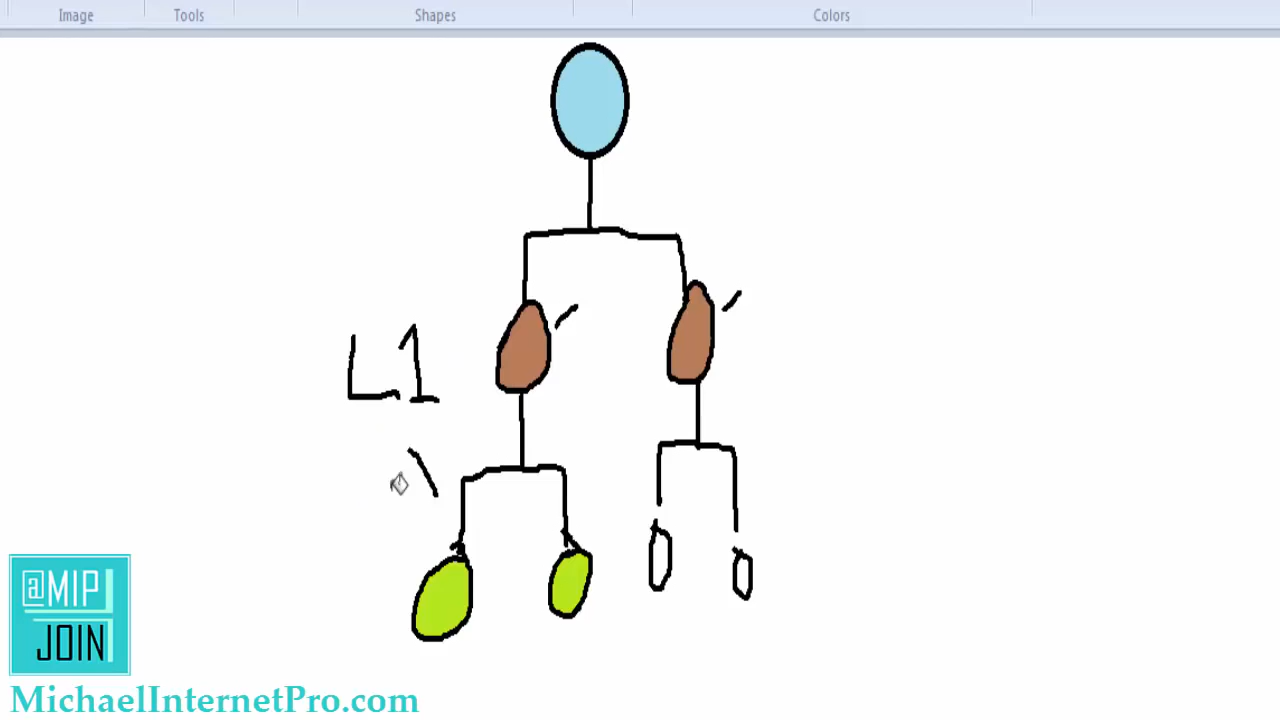 Image Tools Shapes Colors
L1
@MIP
JOIN
MichaelInternetPro.com